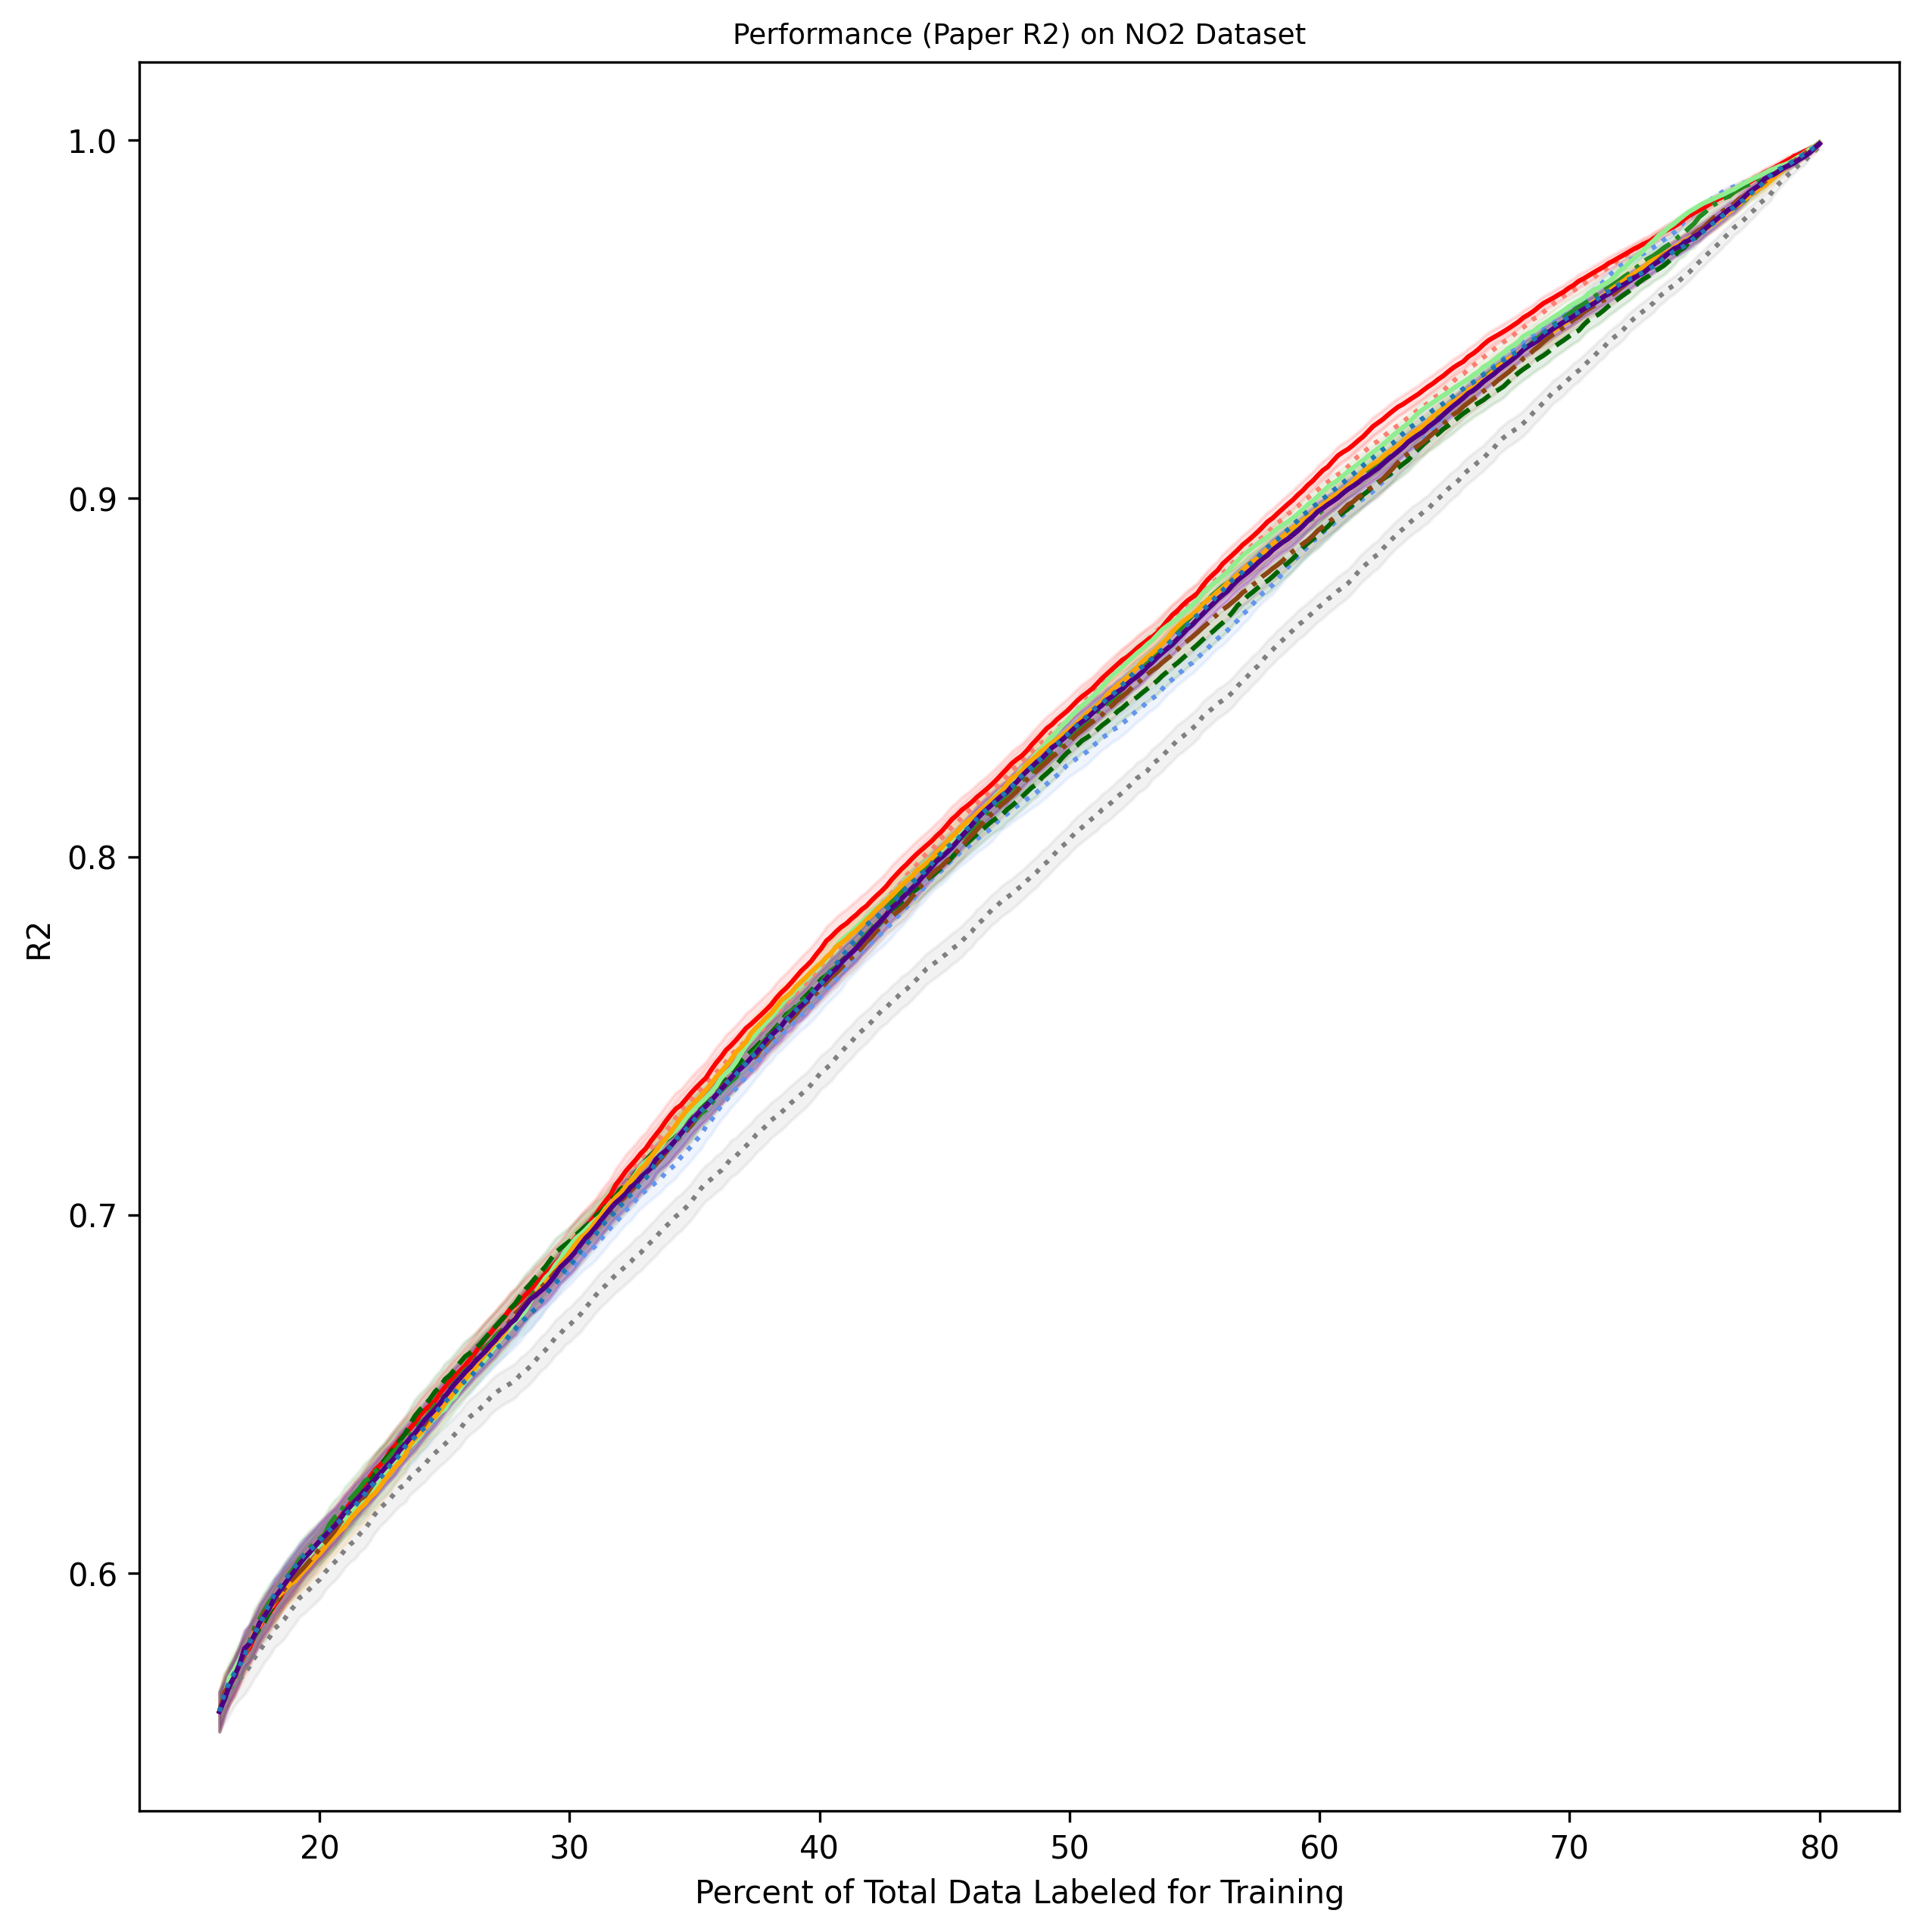 Performance (Paper R2) on NO2 Dataset
1.0
0.9
0.8
0.7
0.6
R2
20 30 40 50 60 70 80
Percent of Total Data Labeled for Training